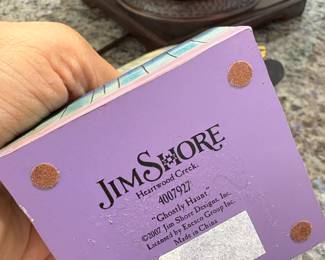 JIM SHORE
Heartwood Creek.
4007927
"Ghostly Haunt"
©2007 Jim Shore Designs, Inc.
Licensed by Enesco Group Inc.
Made in China